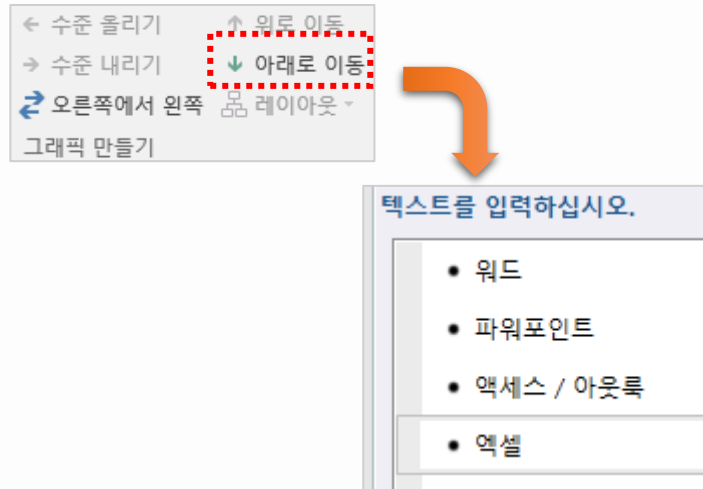 수준 올리기 위로 이동
수준 내리기 아래로 이동
오른쪽에서 왼쪽 레이아웃
그래픽 만들기
텍스트를 입력하십시오.
• 워드
• 파워포인트
• 액세스 / 아웃룩
• 엑셀